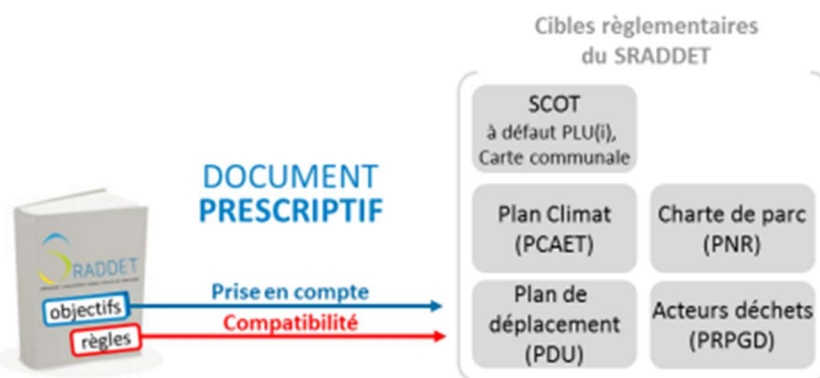 Cibles règlementaires
du SRADDET
SCOT
à défaut PLU(i),
Carte communale
DOCUMENT
PRESCRIPTIF
Plan Climat
(PCAET)
Charte de parc
(PNR)
SRADDET
objectifs
règles
Prise en compte
Compatibilité
Plan de
déplacement
(PDU)
Acteurs déchets
(PRPGD)